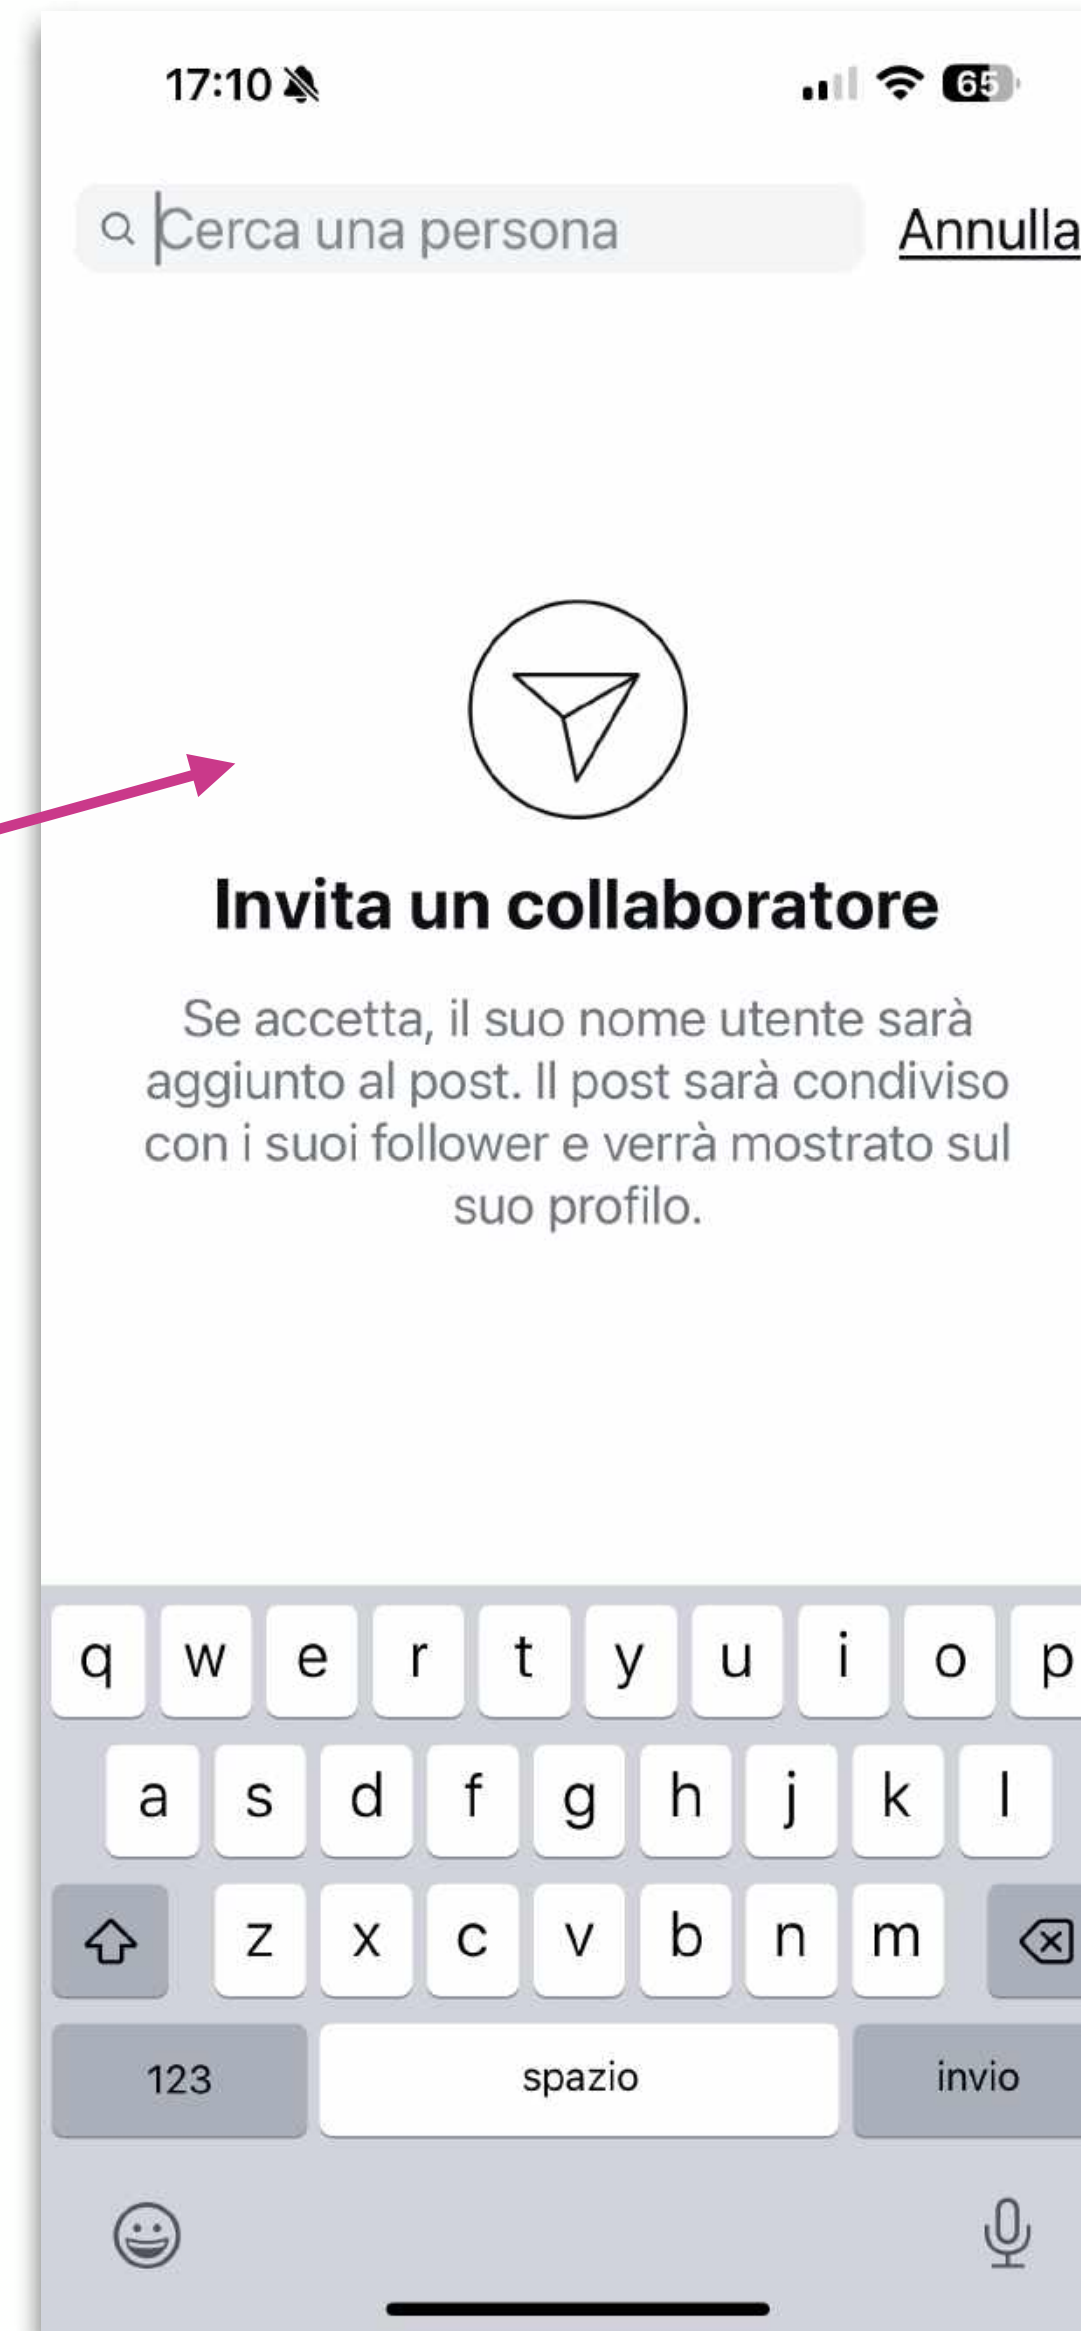 17:10
65
Cerca una persona Annulla
Invita un collaboratore
Se accetta, il suo nome utente sarà
aggiunto al post. Il post sarà condiviso
con i suoi follower e verrà mostrato sul
suo profilo.
q w e r t y u i o p
a s d f g h j k l
z x c v b n m
123 spazio invio